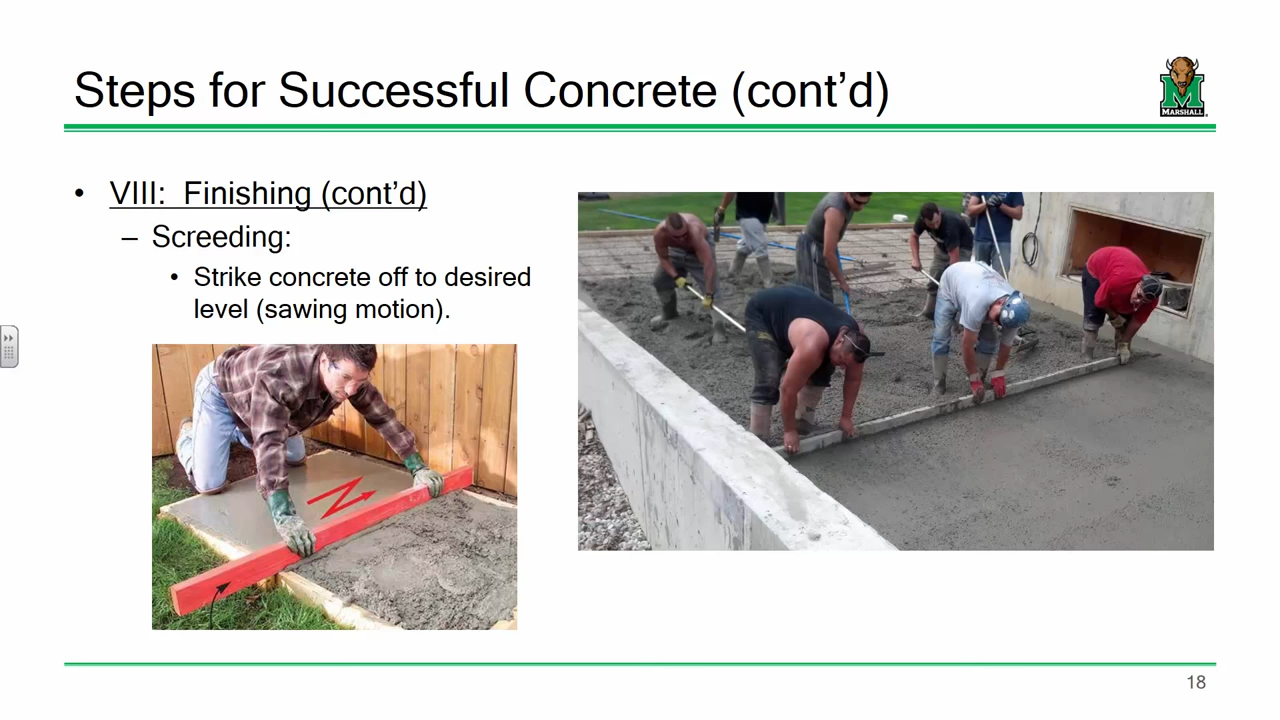 Steps for Successful Concrete (cont’d)
M
MARSHALL
• VIII:  Finishing (cont’d)
– Screeding:
• Strike concrete off to desired
level (sawing motion).
18